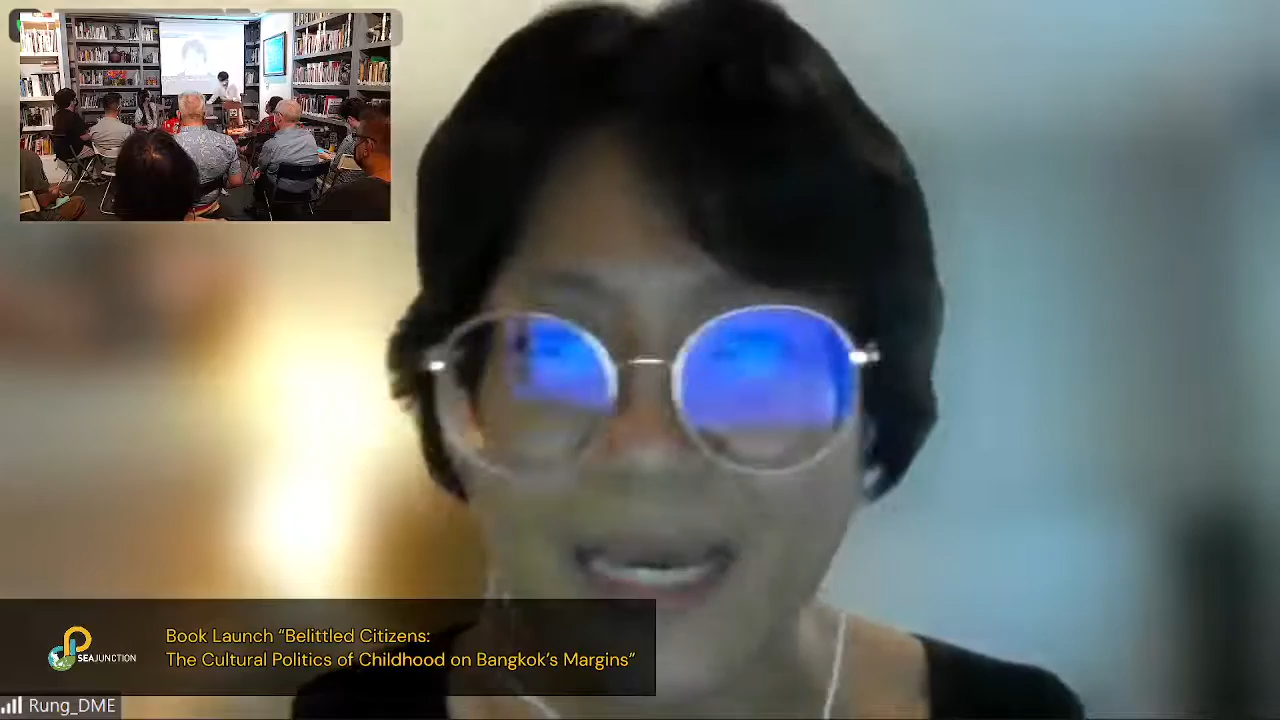 SEAJUNCTION
Book Launch “Belittled Citizens:
The Cultural Politics of Childhood on Bangkok’s Margins”
Rung_DME